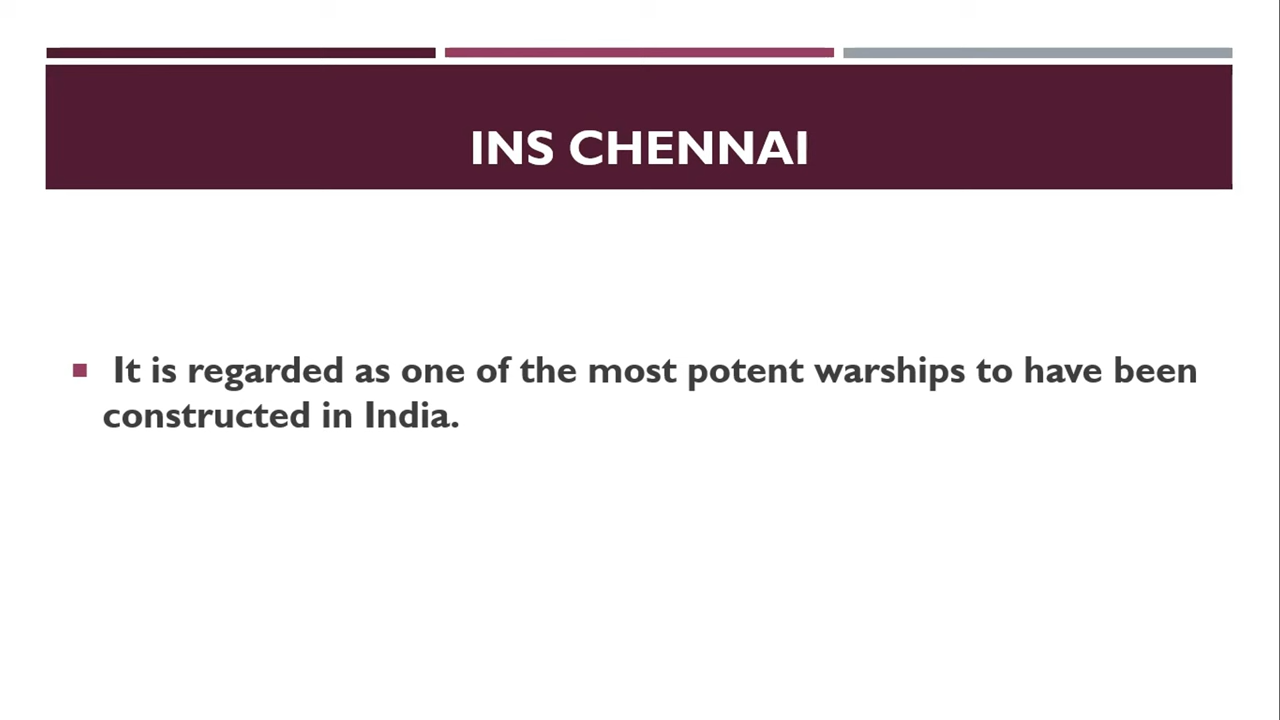 INS CHENNAI
It is regarded as one of the most potent warships to have been
constructed in India.